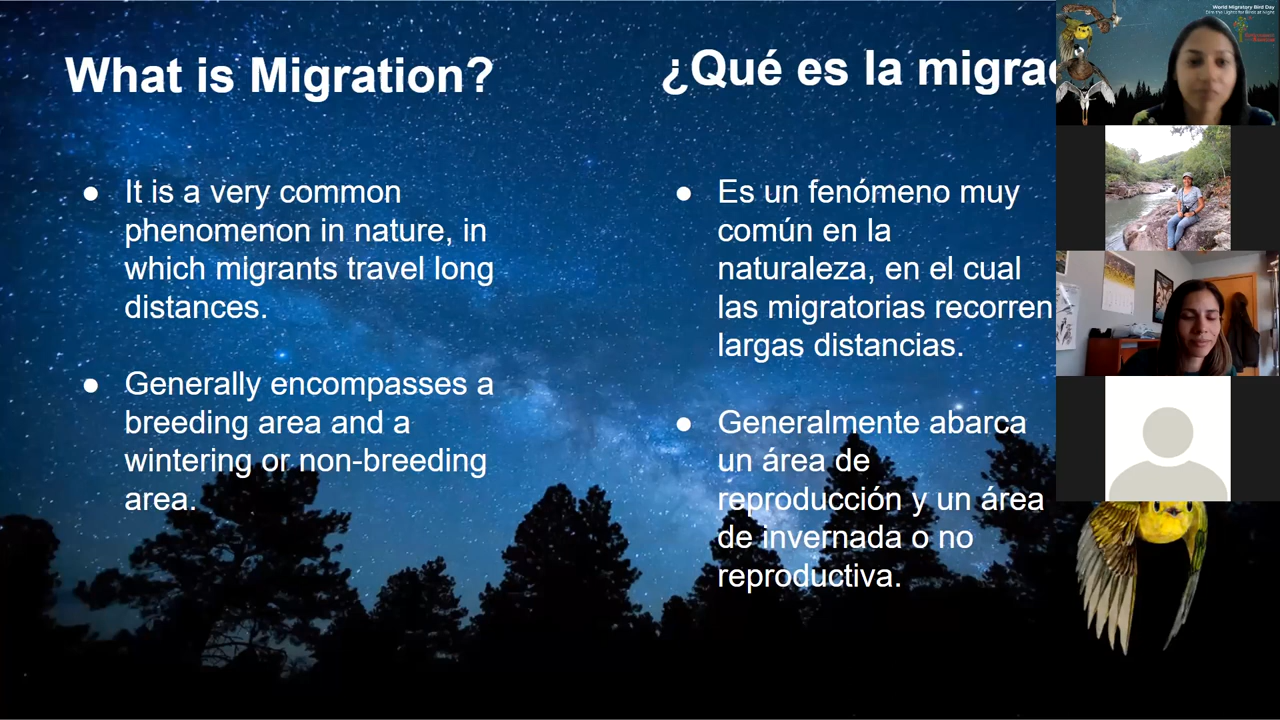 What is Migration?
It is a very common
phenomenon in nature, in
which migrants travel long
distances.
Generally encompasses a
breeding area and a
wintering or non-breeding
area.
¿Qué es la
Es un fenómeno muy
común en la
naturaleza, en el cual
las migratorias recorren
largas distancias.
Generalmente abarca
un área de
reproducción y un área
de invernada o no
reproductiva.
World Migratory Bird Day